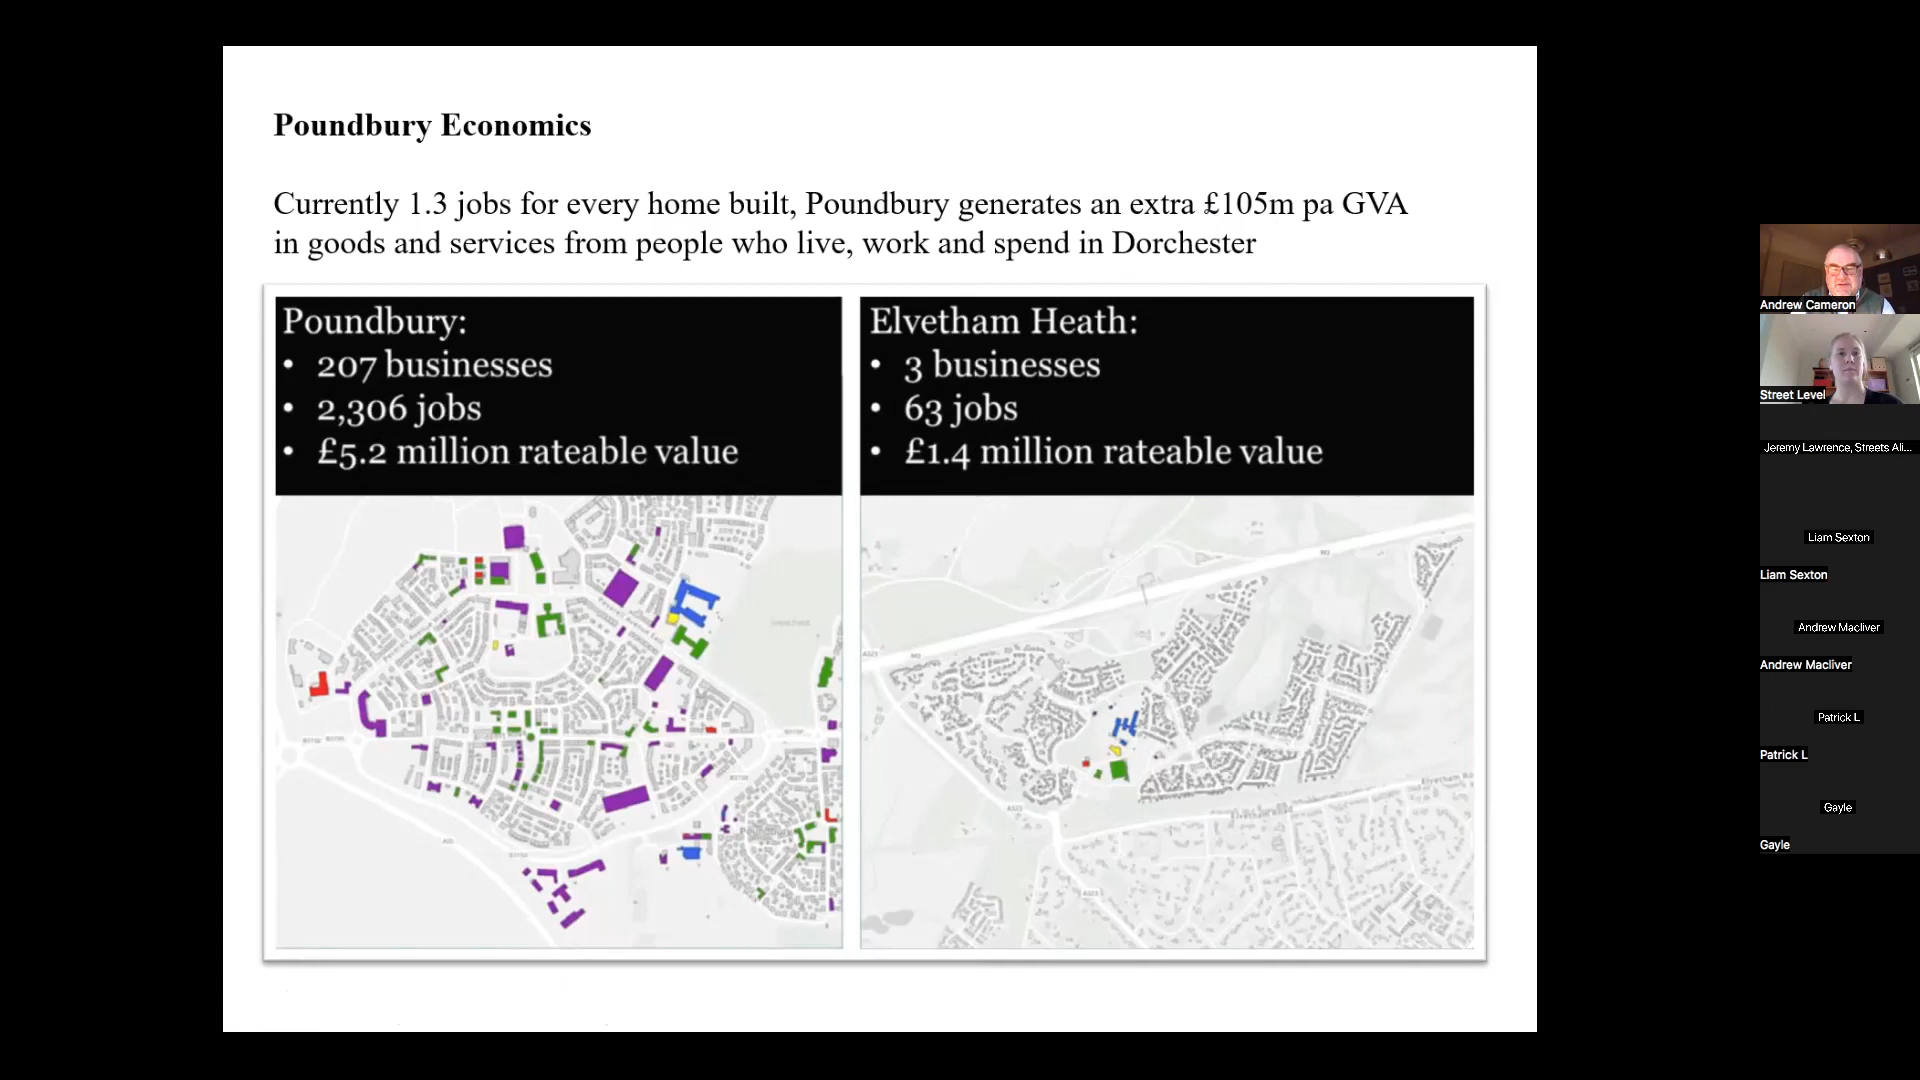 Poundbury Economics
Currently 1.3 jobs for every home built, Poundbury generates an extra £105m pa GVA
in goods and services from people who live, work and spend in Dorchester
Poundbury:
• 207 businesses
• 2,306 jobs
• £5.2 million rateable value
Elvetham Heath:
• 3 businesses
• 63 jobs
• £1.4 million rateable value
Andrew Cameron
Street Level
Jeremy Lawrence, Streets Ali...
Liam Sexton
Liam Sexton
Andrew Macliver
Andrew Macliver
Patrick L
Patrick L
Gayle
Gayle